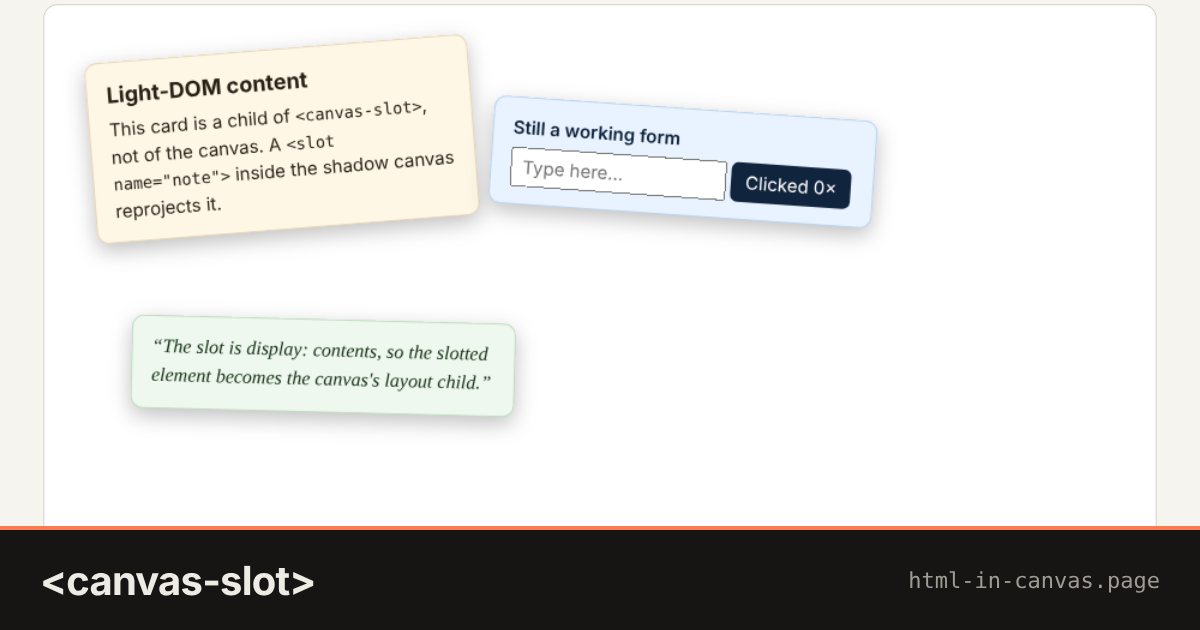 Light-DOM content
This card is a child of <canvas-slot>,
not of the canvas. A <slot
name="note"> inside the shadow canvas
reprojects it.
Still a working form
Type here...
Clicked 0×
“The slot is display: contents, so the slotted
element becomes the canvas's layout child.”
<canvas-slot>
html-in-canvas.page